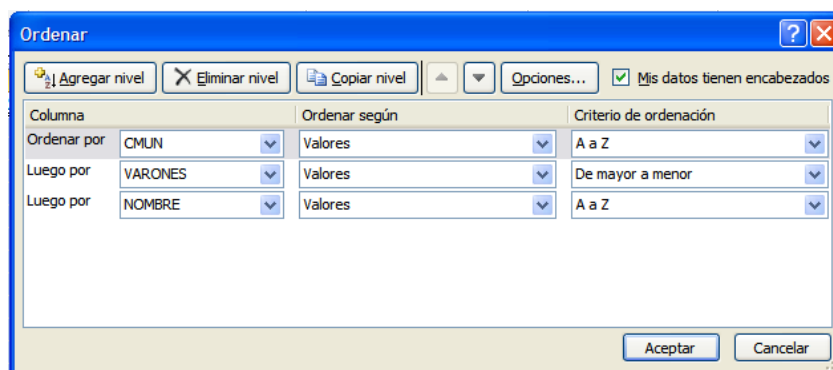 Ordenar
Agregar nivel Eliminar nivel Copiar nivel Opciones... Mis datos tienen encabezados
Columna Ordenar según Criterio de ordenación
Ordenar por CMUN Valores A a Z
Luego por VARONES Valores De mayor a menor
Luego por NOMBRE Valores A a Z
Aceptar Cancelar